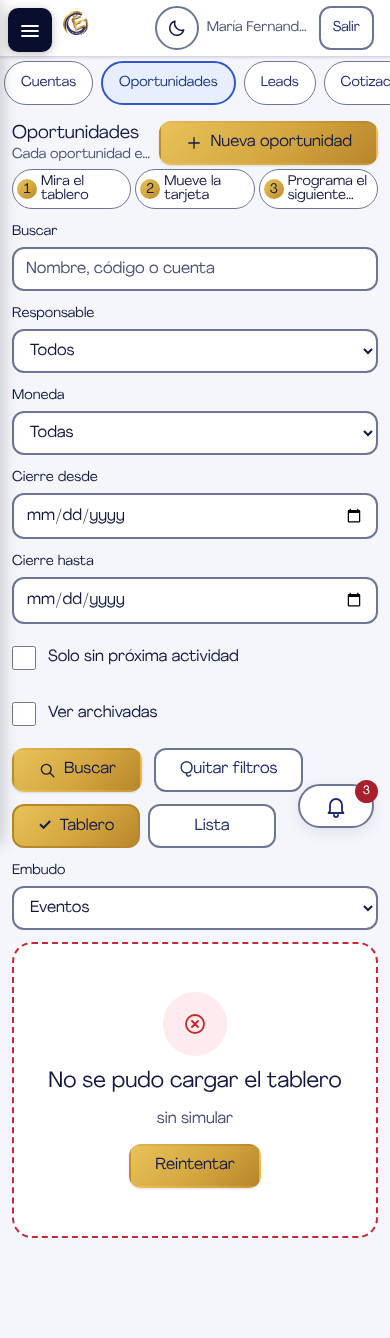 María Fernand...
Salir
Cuentas
Oportunidades
Leads
Cotizac
Oportunidades
Cada oportunidad e...
Nueva oportunidad
1 Mira el
tablero
2 Mueve la
tarjeta
3 Programa el
siguiente...
Buscar
Nombre, código o cuenta
Responsable
Todos
Moneda
Todas
Cierre desde
mm/dd/yyyy
Cierre hasta
mm/dd/yyyy
Solo sin próxima actividad
Ver archivadas
Buscar
Quitar filtros
3
Tablero
Lista
Embudo
Eventos
No se pudo cargar el tablero
sin simular
Reintentar